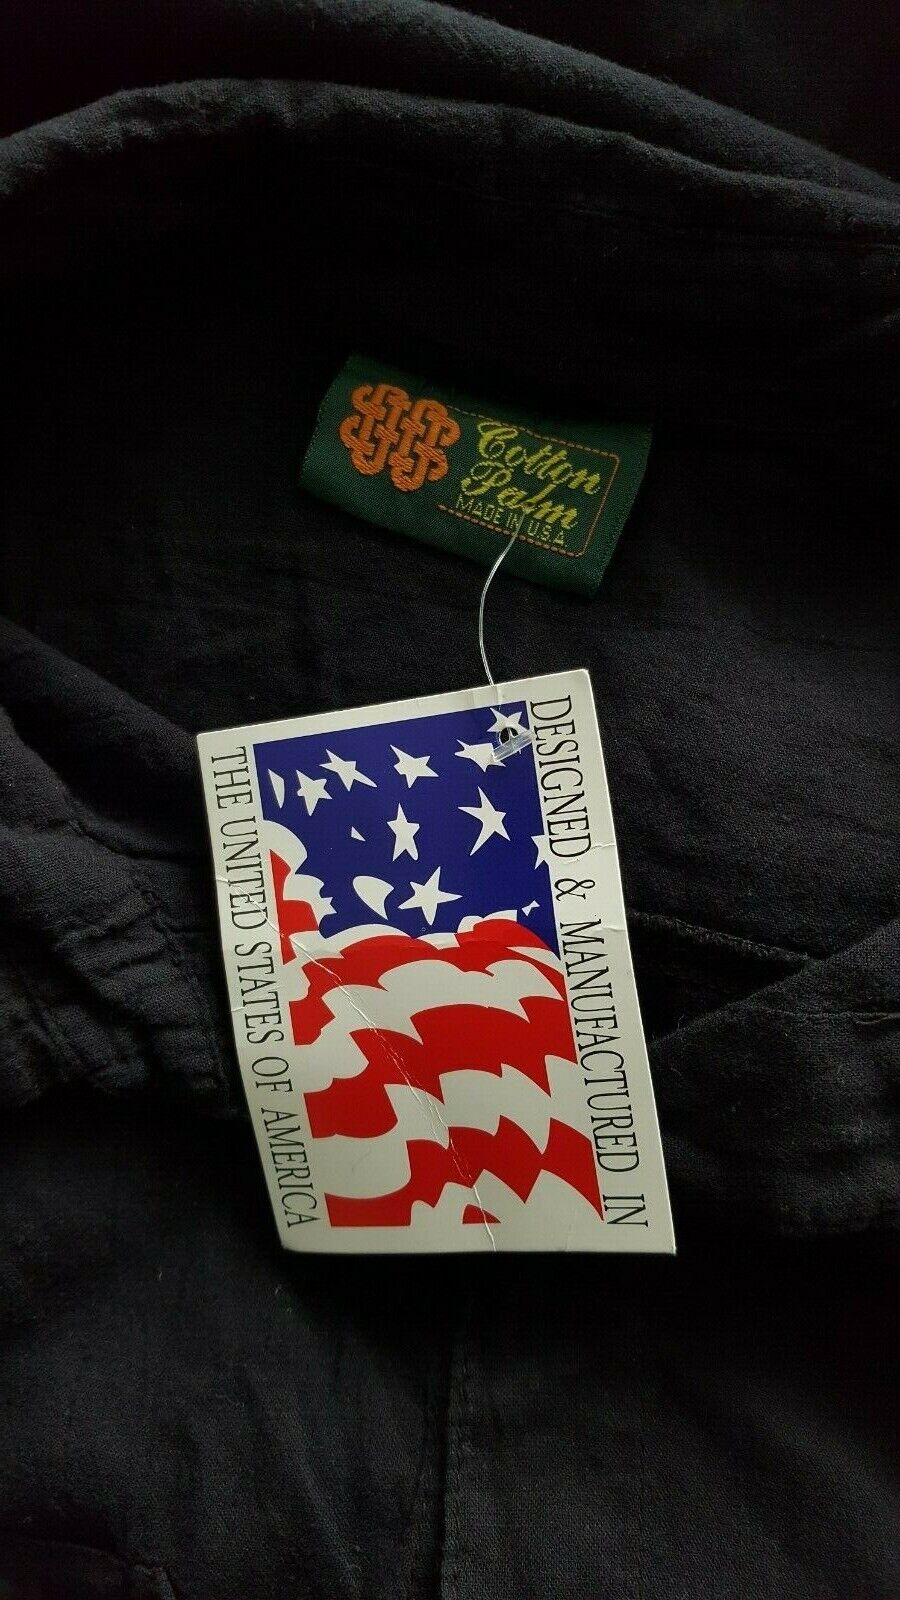 Cotton
Palm
MADE IN U.S.A.
DESIGNED & MANUFACTURED IN
THE UNITED STATES OF AMERICA